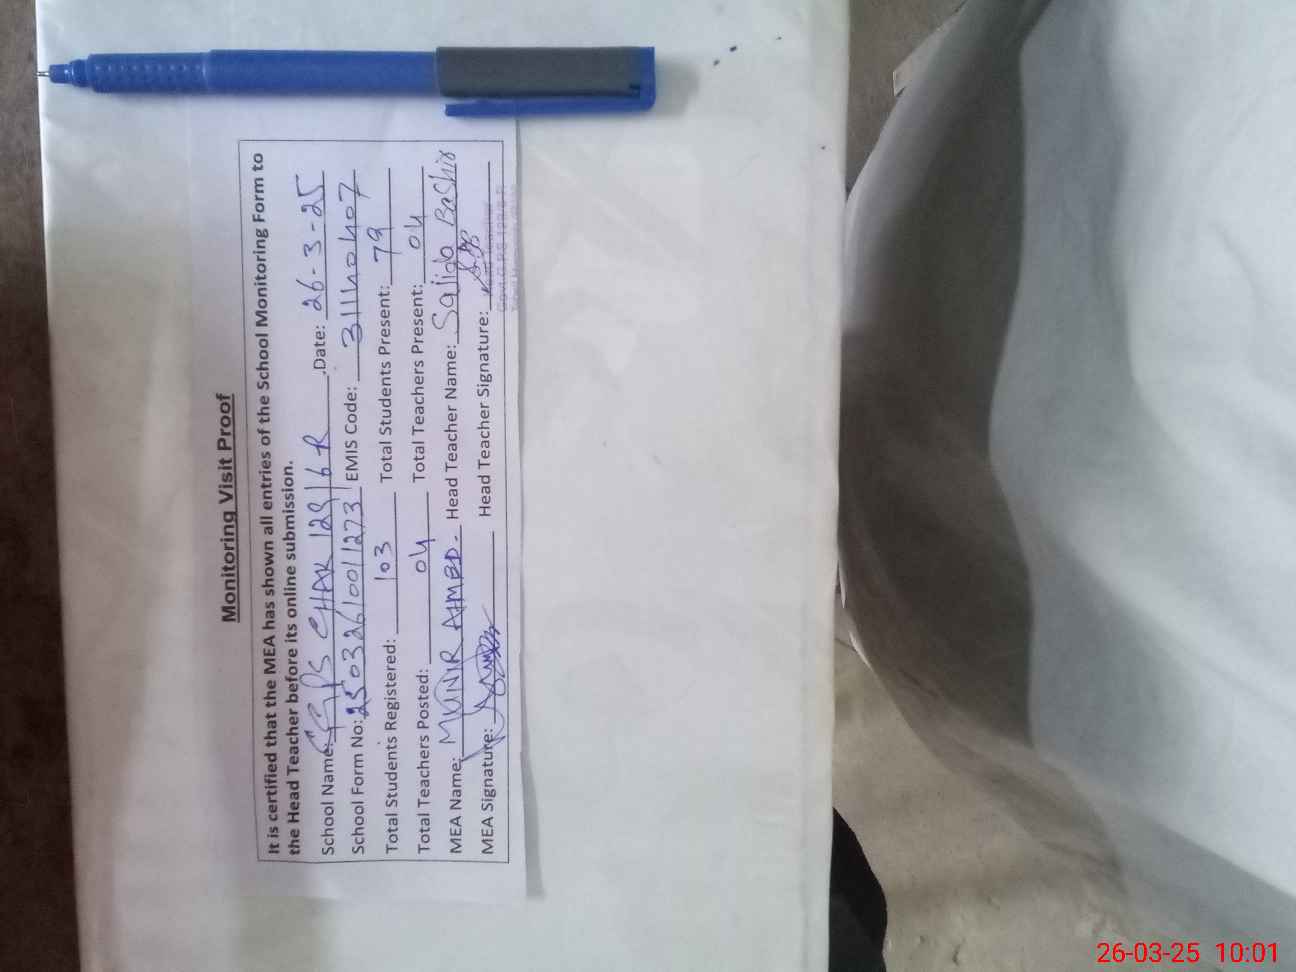 Monitoring Visit Proof
It is certified that the MEA has shown all entries of the School Monitoring Form to
the Head Teacher before its online submission.
School Name: GPS CHAK 129/6-R .Date: 26-3-25
School Form No: 2503261001273 EMIS Code: 31140407
Total Students Registered: 103 Total Students Present: 79
Total Teachers Posted: 04 Total Teachers Present: 04
MEA Name: MUNIR AHMED. Head Teacher Name: Sajida Bashir
MEA Signature: Head Teacher Signature:
26-03-25 10:01